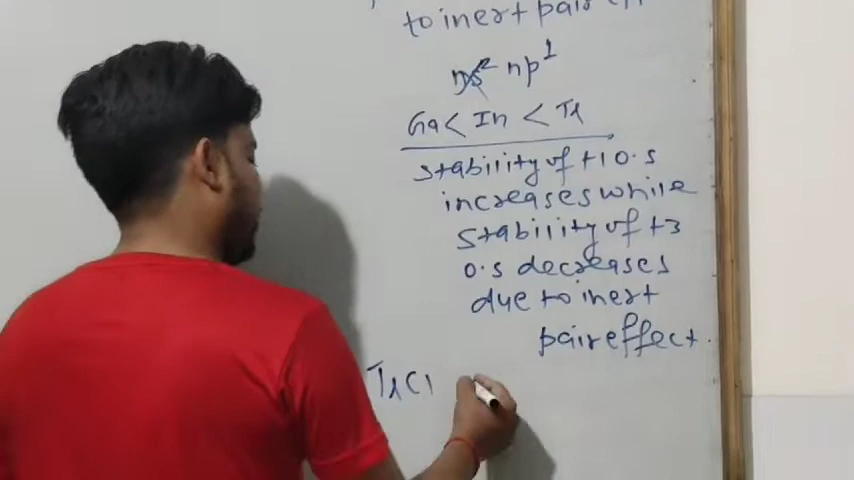 to inert pair
ns² np¹
Ga < In < Tl
stability of +1 o.s
increases while
stability of +3
o.s decreases
due to inert
pair effect.
TlCl